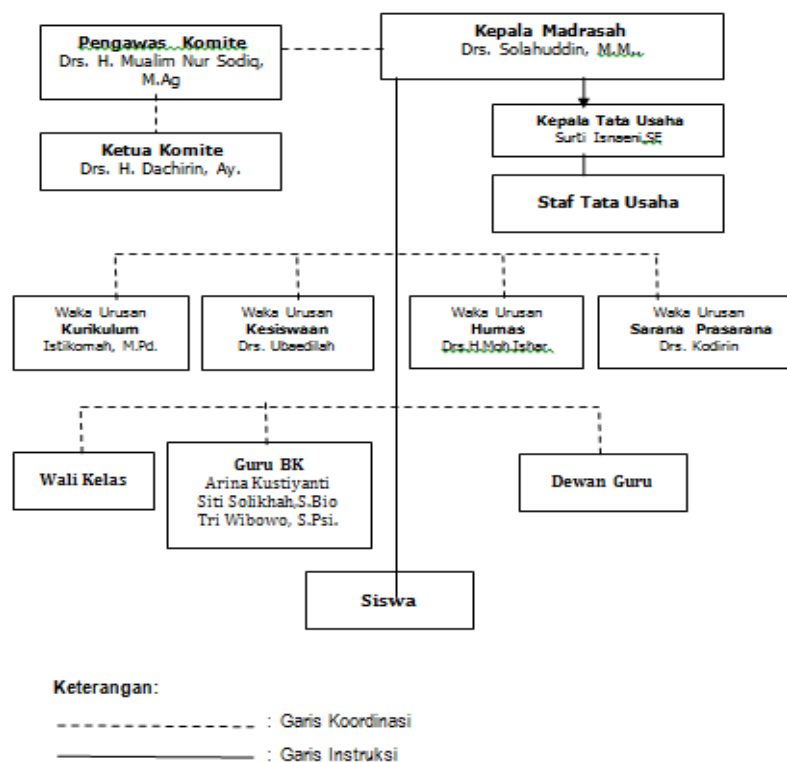 Pengawas Komite
Drs. H. Mualim Nur Sodiq,
M.Ag
Kepala Madrasah
Drs. Solahuddin, M.M,.
Kepala Tata Usaha
Surti Isnaeni,SE
Ketua Komite
Drs. H. Dachirin, Ay.
Staf Tata Usaha
Waka Urusan
Kurikulum
Istikomah, M.Pd.
Waka Urusan
Kesiswaan
Drs. Ubaedilah
Waka Urusan
Humas
Drs.H.Moh.Ishar.
Waka Urusan
Sarana Prasarana
Drs. Kodirin
Wali Kelas
Guru BK
Arina Kustiyanti
Siti Solikhah,S.Bio
Tri Wibowo, S.Psi.
Dewan Guru
Siswa
Keterangan:
: Garis Koordinasi
: Garis Instruksi